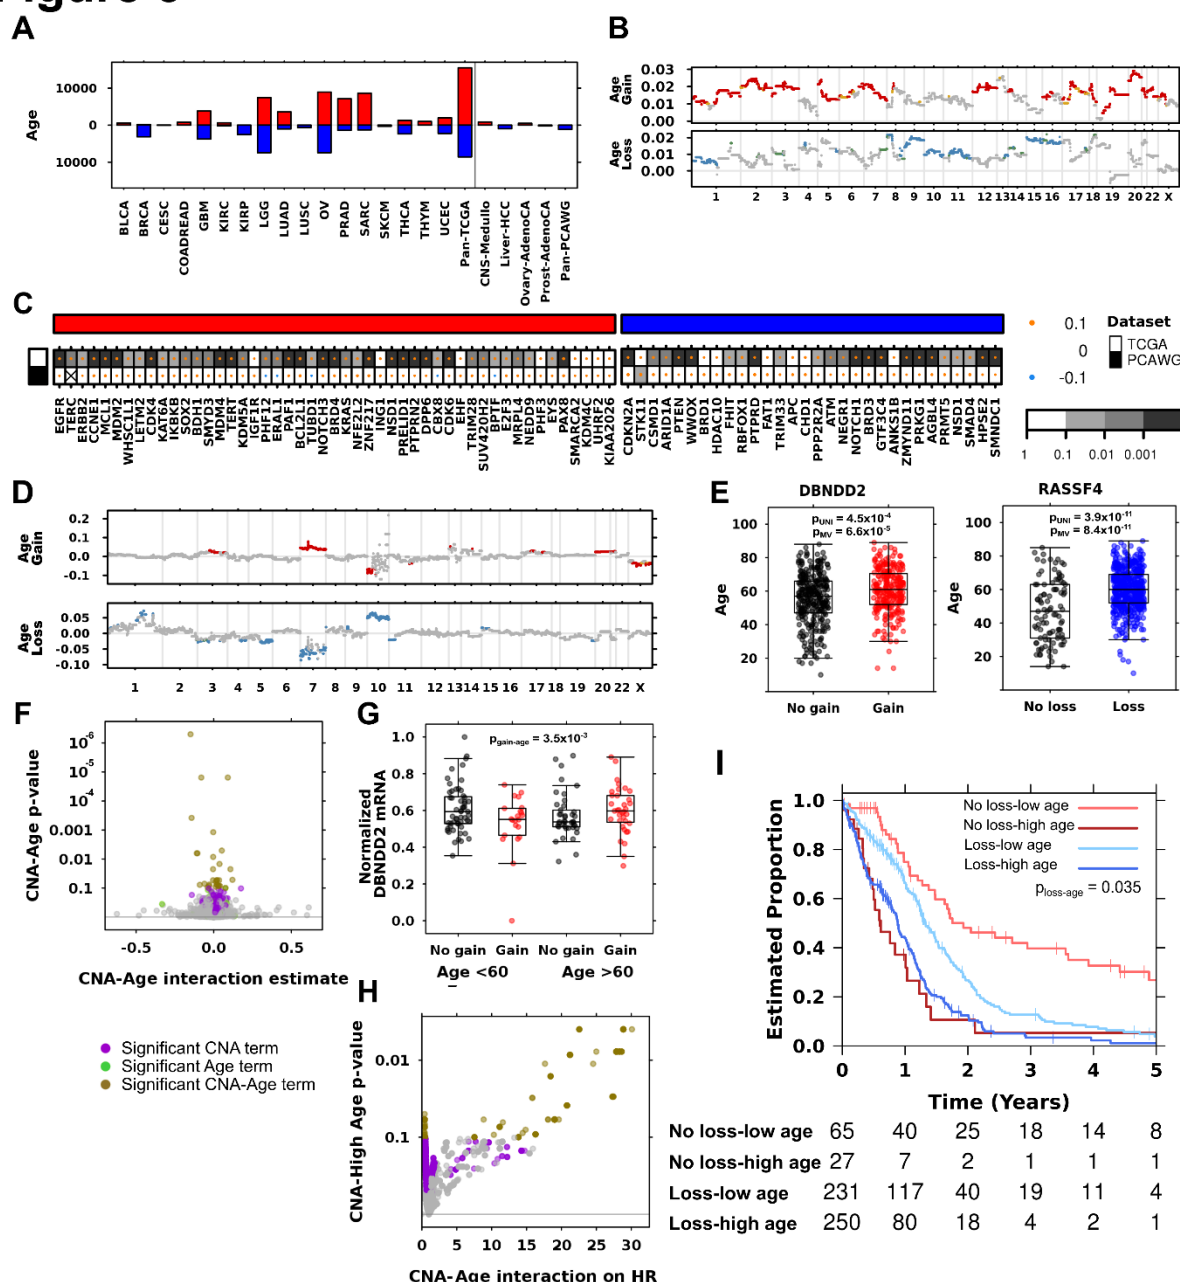 A
Age
10000
0
10000
BLCA
BRCA
CESC
COADREAD
GBM
KIRC
KIRP
LGG
LUAD
LUSC
OV
PRAD
SARC
SKCM
THCA
THYM
UCEC
Pan-TCGA
CNS-Medullo
Liver-HCC
Ovary-AdenoCA
Prost-AdenoCA
Pan-PCAWG
B
Age
Gain
0.03
0.02
0.01
0.00
Age
Loss
0.02
0.01
0.00
1 2 3 4 5 6 7 8 9 10 11 12 13 14 15 16 17 18 19 20 22 X
C
EGFR
TERC
ERBB2
CCNE1
MCL1
MDM2
WHSC1L1
LETM2
CDK4
KAT6A
IKBKB
SOX2
BDH1
SMYD3
MDM4
TERT
KDM5A
IGF1R
PHF12
ERAL1
PAF1
BCL2L1
TUBD1
NOTCH3
BRD4
KRAS
NFE2L2
ZNF217
ING1
NSD1
PRELID1
PTPRN2
DPP6
CBX8
CDK6
EHF
TRIM28
SUV420H2
BPTF
E2F3
MRPL4
NEDD9
PHF3
EYS
PAX8
SMARCA2
KDM4C
UHRF2
KIAA2026
CDKN2A
STK11
CSMD1
ARID1A
PTEN
WWOX
BRD1
HDAC10
FHIT
RBFOX1
PTPRD
FAT1
TRIM33
APC
CHD1
PPP2R2A
ATM
NEGR1
NOTCH1
BRD3
GTF3C4
ANKS1B
ZMYND11
PRKG1
AGBL4
PRMT5
NSD1
SMAD4
HPSE2
SMNDC1
0.1
0
-0.1
Dataset
TCGA
PCAWG
1 0.1 0.01 0.001
D
Age
Gain
0.2
0.1
0.0
-0.1
Age
Loss
0.05
0.00
-0.05
-0.10
1 2 3 4 5 6 7 8 9 10 11 12 13 14 15 16 17 18 19 20 22 X
E
DBNDD2
pUNI = 4.5x10-4
pMV = 6.6x10-5
Age
100
80
60
40
20
No gain Gain
RASSF4
pUNI = 3.9x10-11
pMV = 8.4x10-11
Age
100
80
60
40
20
No loss Loss
F
CNA-Age p-value
10-6
10-5
10-4
0.001
0.01
0.1
-0.5 0.0 0.5
CNA-Age interaction estimate
Significant CNA term
Significant Age term
Significant CNA-Age term
G
Normalized
DBNDD2 mRNA
1.0
0.8
0.6
0.4
0.2
0.0
pgain-age = 3.5x10-3
No gain Gain No gain Gain
Age <60 Age >60
H
CNA-High Age p-value
0.01
0.1
0 5 10 15 20 25 30
CNA-Age interaction on HR
I
Estimated Proportion
1.0
0.8
0.6
0.4
0.2
0.0
No loss-low age
No loss-high age
Loss-low age
Loss-high age
ploss-age = 0.035
0 1 2 3 4 5
Time (Years)
No loss-low age 65 40 25 18 14 8
No loss-high age 27 7 2 1 1 1
Loss-low age 231 117 40 19 11 4
Loss-high age 250 80 18 4 2 1